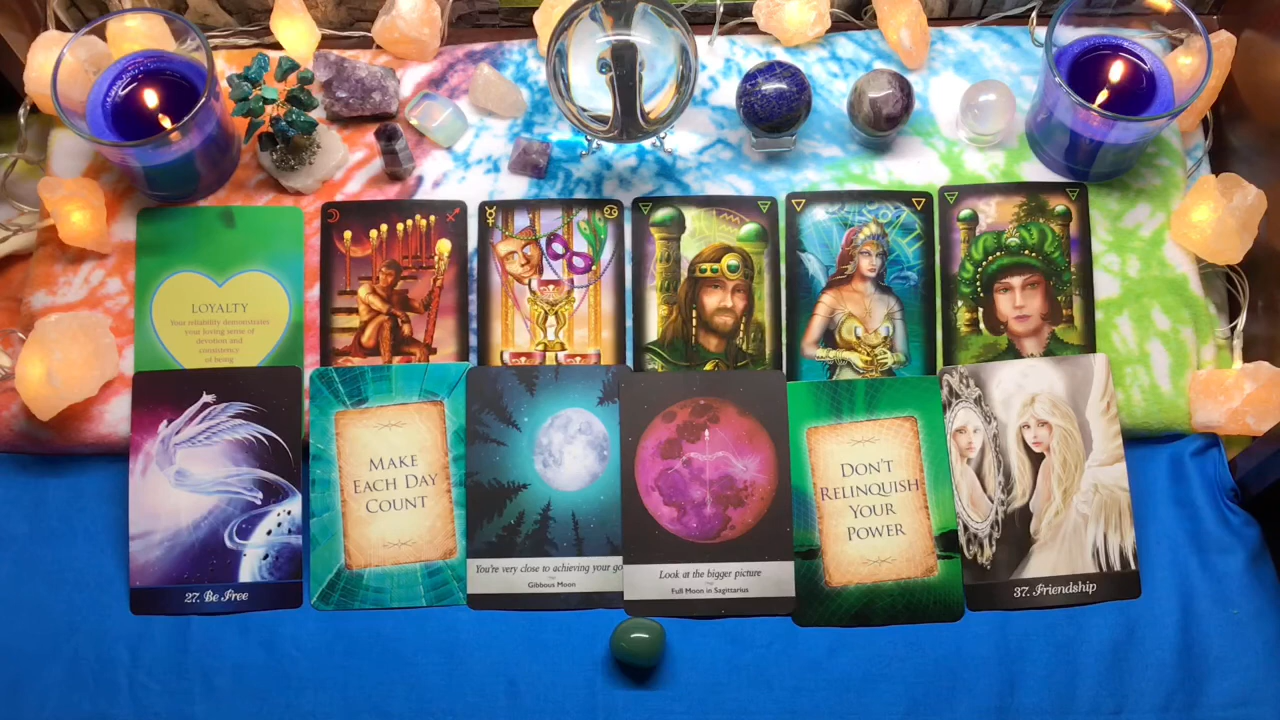 LOYALTY
Your reliability demonstrates
your loving sense of
devotion and
consistency
of being
27. Be Free
MAKE
EACH DAY
COUNT
You're very close to achieving your go
Gibbous Moon
Look at the bigger picture
Full Moon in Sagittarius
DON'T
RELINQUISH
YOUR
POWER
37. Friendship